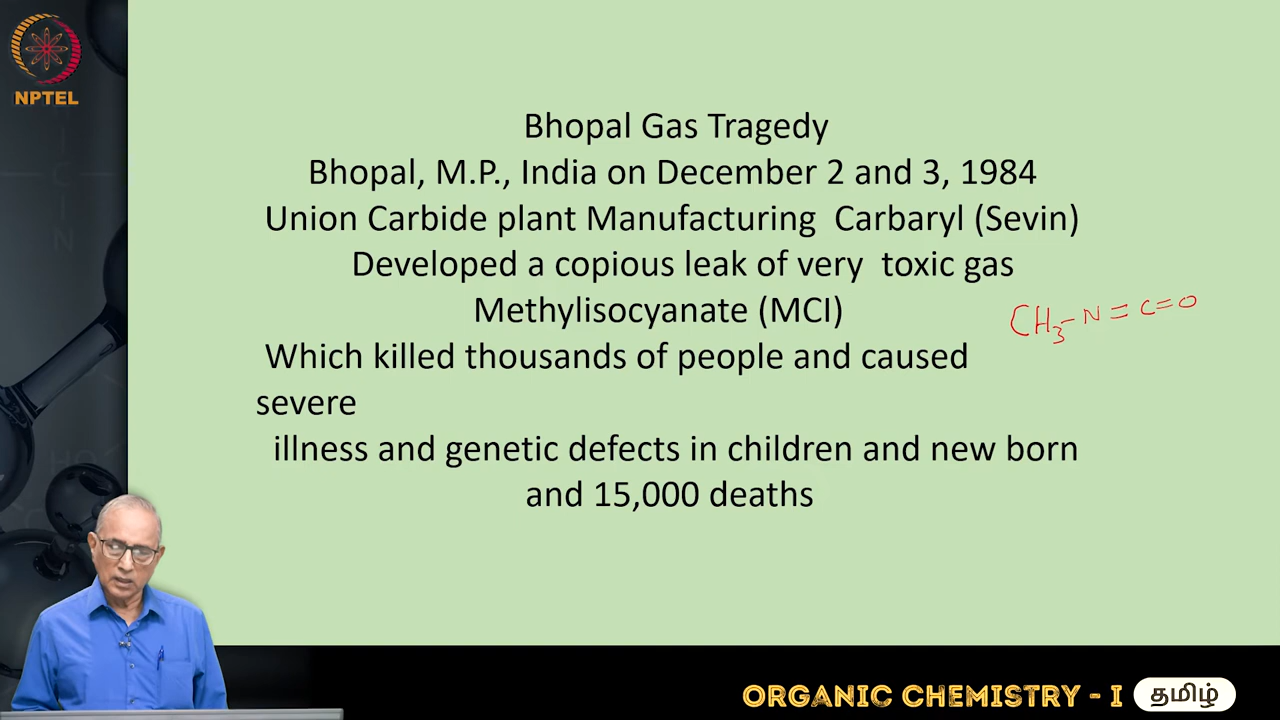 NPTEL
Bhopal Gas Tragedy
Bhopal, M.P., India on December 2 and 3, 1984
Union Carbide plant Manufacturing Carbaryl (Sevin)
Developed a copious leak of very toxic gas
Methylisocyanate (MCI)
CH3-N=C=O
Which killed thousands of people and caused
severe
illness and genetic defects in children and new born
and 15,000 deaths
ORGANIC CHEMISTRY - I தமிழ்